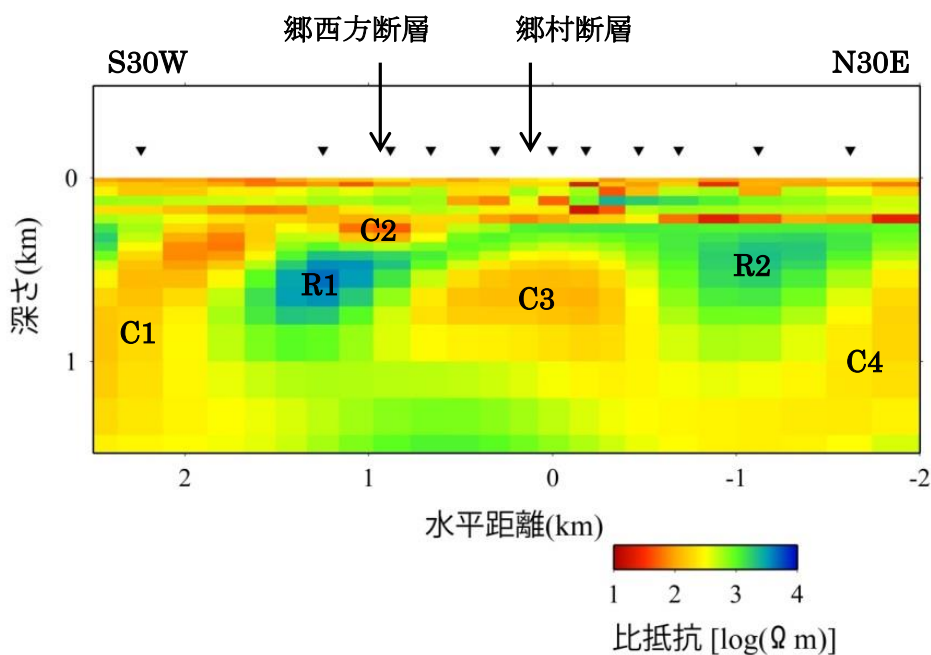 郷西方断層 郷村断層
S30W N30E
0
C2
R1 R2
C3
C1
1 C4
深さ(km)
2 1 0 -1 -2
水平距離(km)
1 2 3 4
比抵抗 [log(Ω m)]